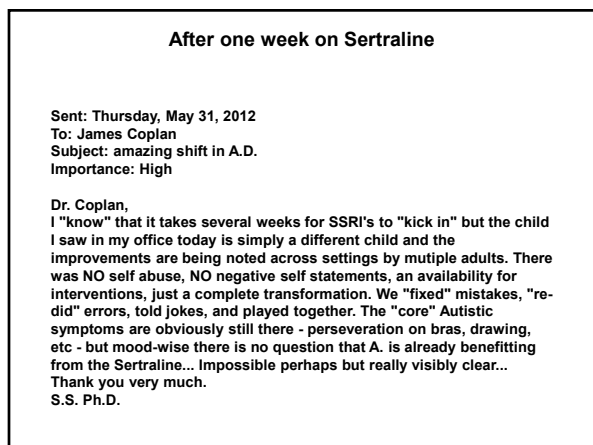 After one week on Sertraline
Sent: Thursday, May 31, 2012
To: James Coplan
Subject: amazing shift in A.D.
Importance: High
Dr. Coplan,
I "know" that it takes several weeks for SSRI's to "kick in" but the child
I saw in my office today is simply a different child and the
improvements are being noted across settings by mutiple adults. There
was NO self abuse, NO negative self statements, an availability for
interventions, just a complete transformation. We "fixed" mistakes, "re-
did" errors, told jokes, and played together. The "core" Autistic
symptoms are obviously still there - perseveration on bras, drawing,
etc - but mood-wise there is no question that A. is already benefitting
from the Sertraline... Impossible perhaps but really visibly clear...
Thank you very much.
S.S. Ph.D.